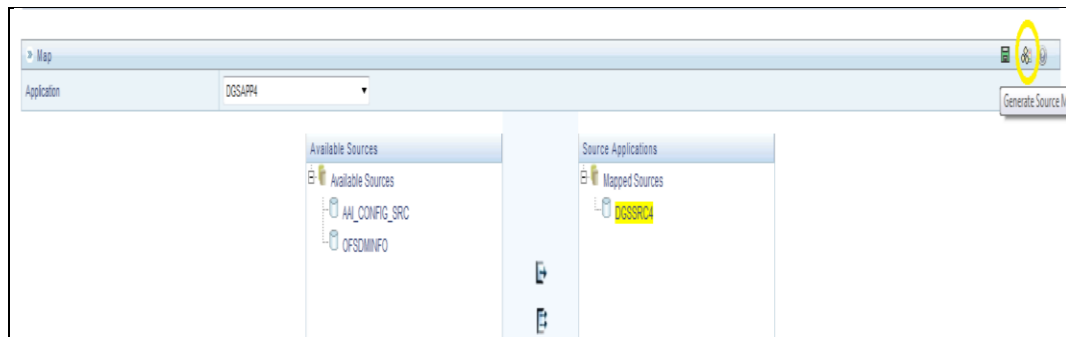 Map
Application
DGSAPP4
Generate Source M
Available Sources
Source Applications
Available Sources
Mapped Sources
AAI_CONFIG_SRC
DGSSRC4
OFSDMINFO